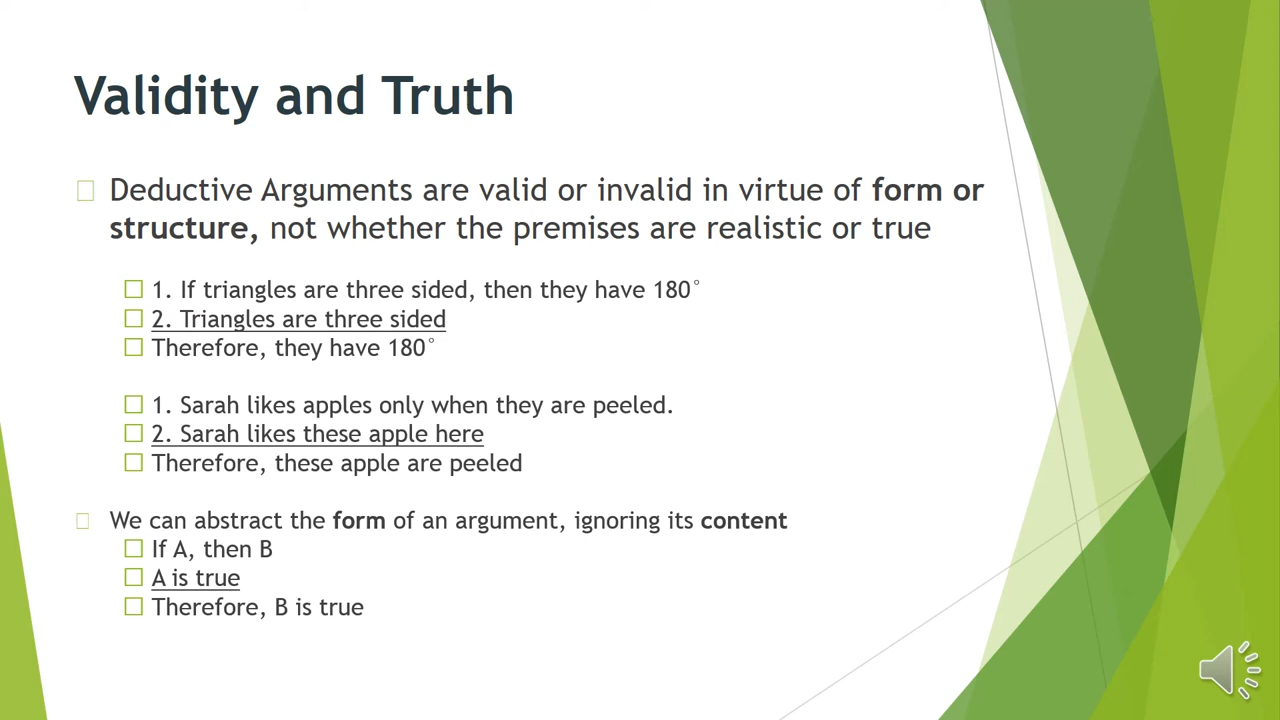 Validity and Truth
Deductive Arguments are valid or invalid in virtue of form or
structure, not whether the premises are realistic or true
1. If triangles are three sided, then they have 180°
2. Triangles are three sided
Therefore, they have 180°
1. Sarah likes apples only when they are peeled.
2. Sarah likes these apple here
Therefore, these apple are peeled
We can abstract the form of an argument, ignoring its content
If A, then B
A is true
Therefore, B is true